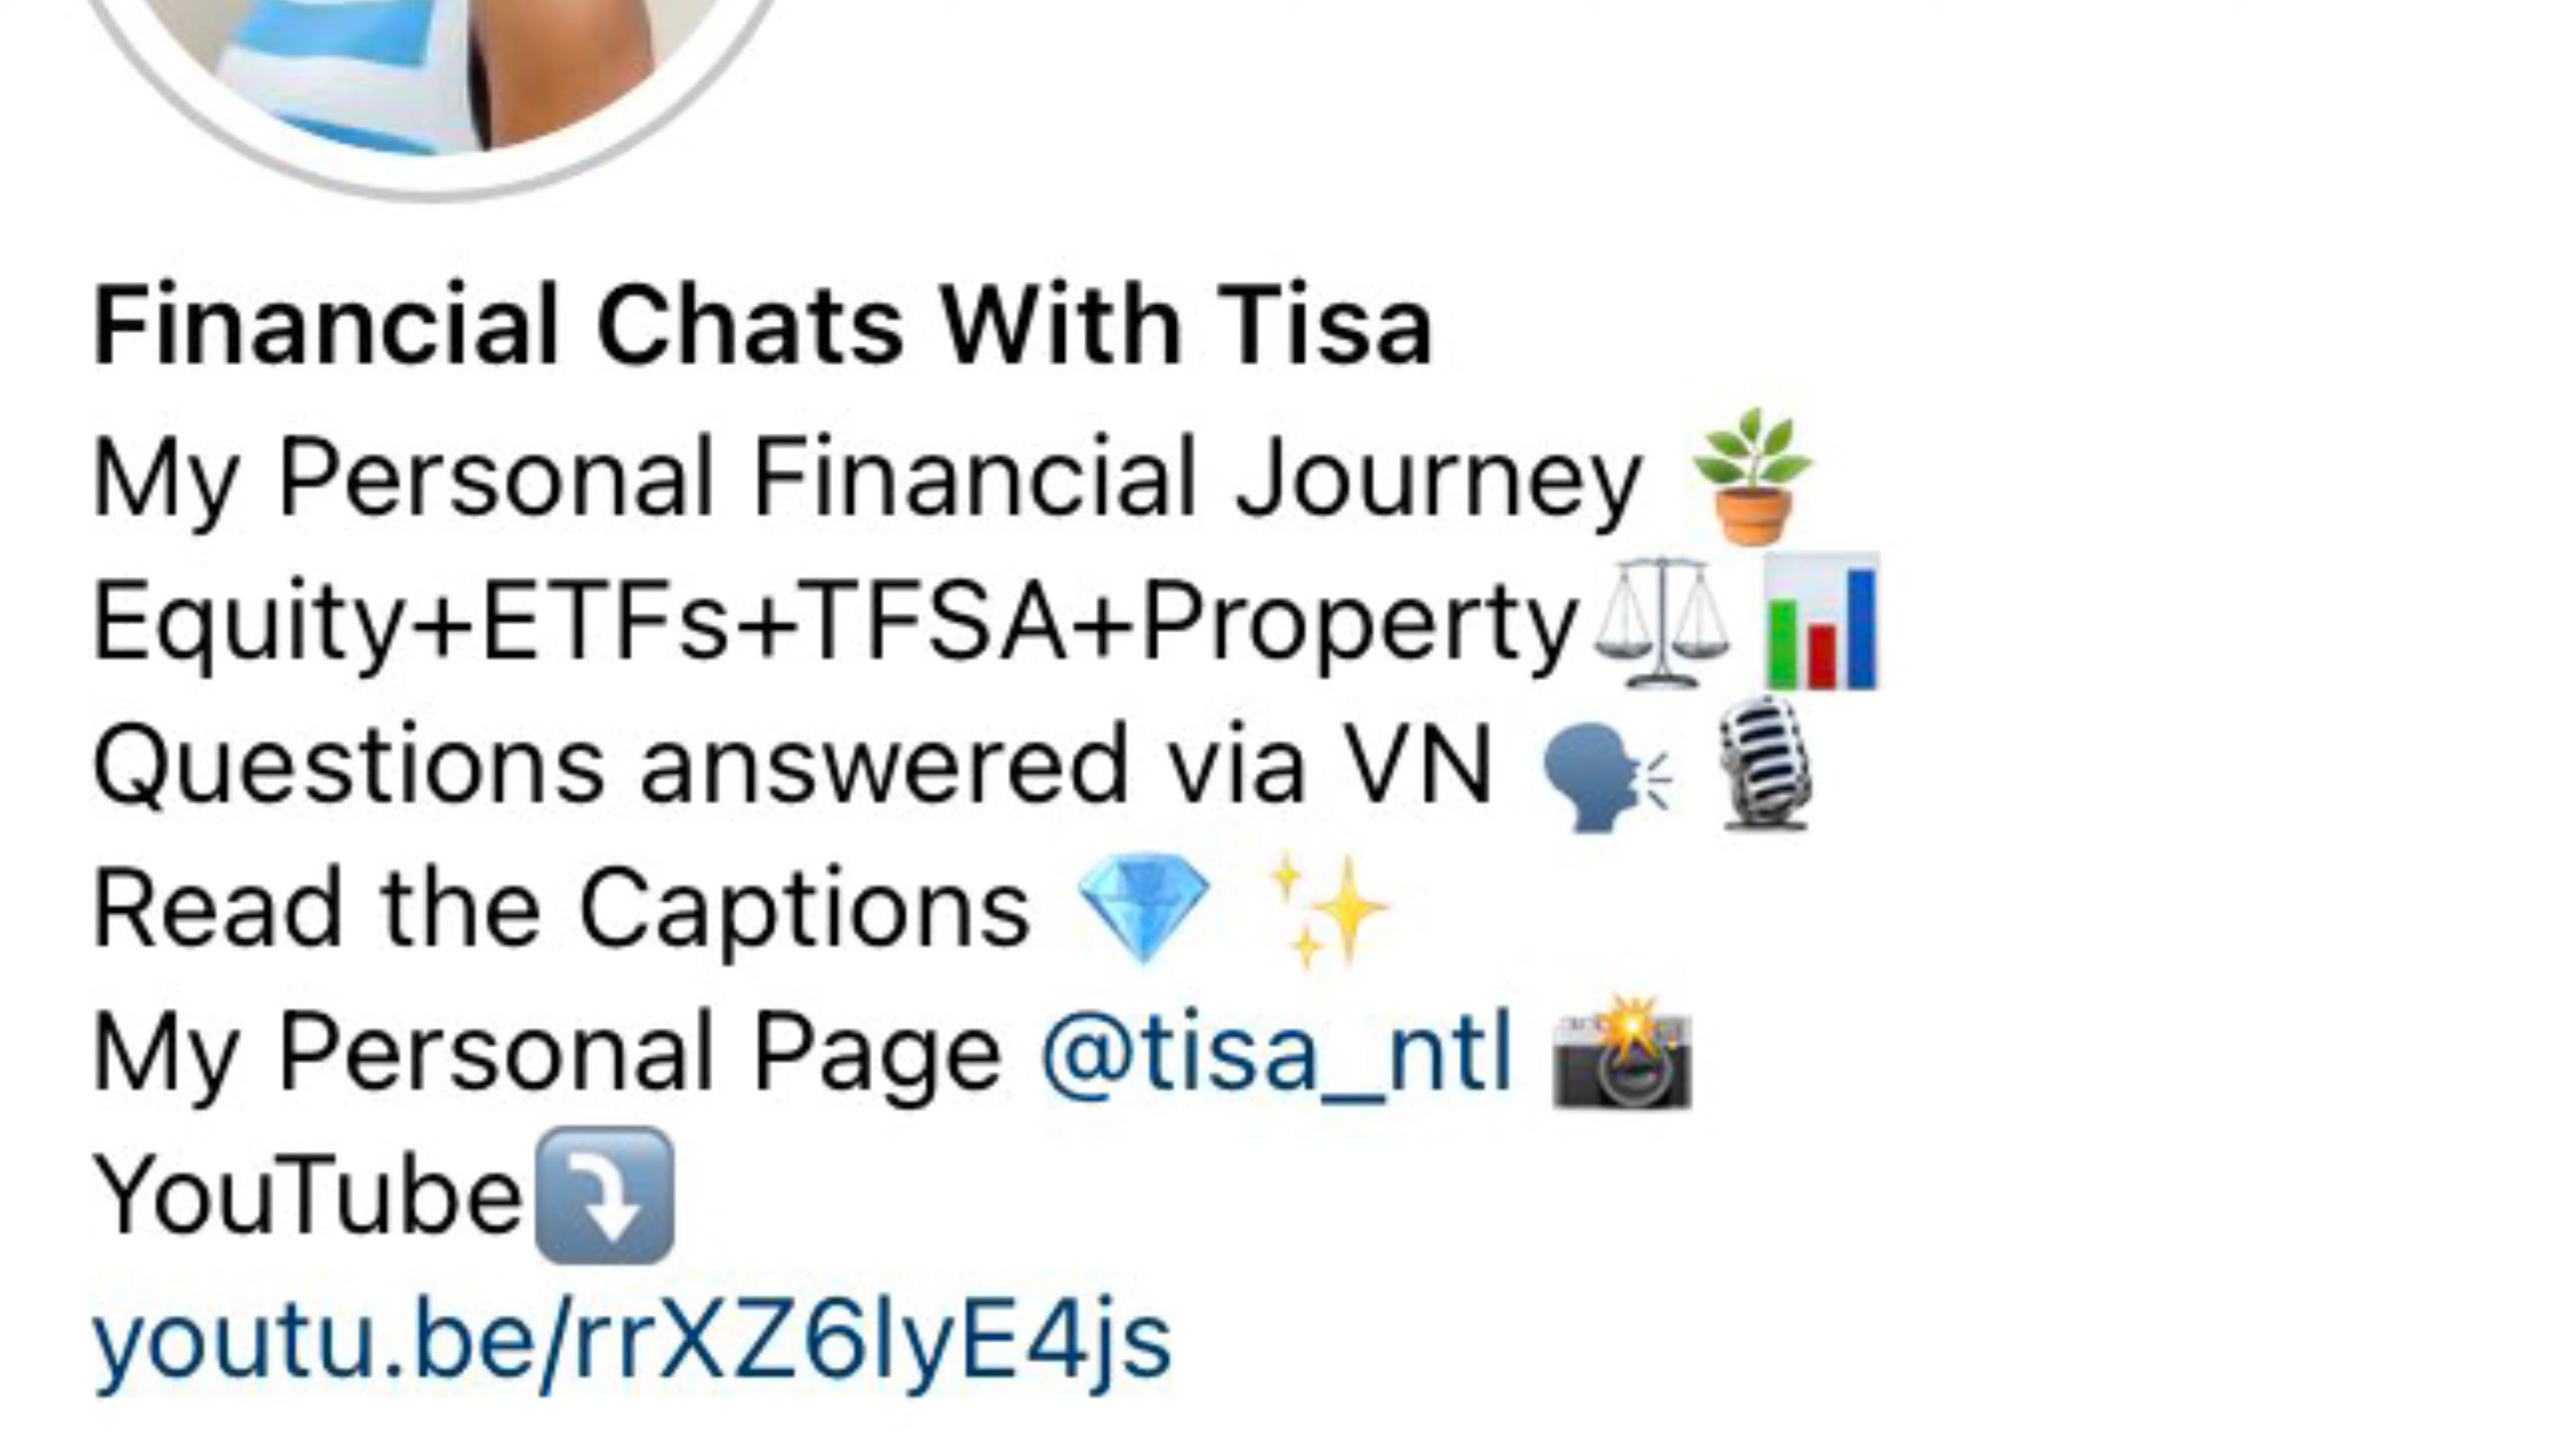 Financial Chats With Tisa
My Personal Financial Journey 🪴
Equity+ETFs+TFSA+Property⚖️📊
Questions answered via VN 🗣️🎙️
Read the Captions 💎✨
My Personal Page @tisa_ntl 📸
YouTube⤵️
youtu.be/rrXZ6lyE4js